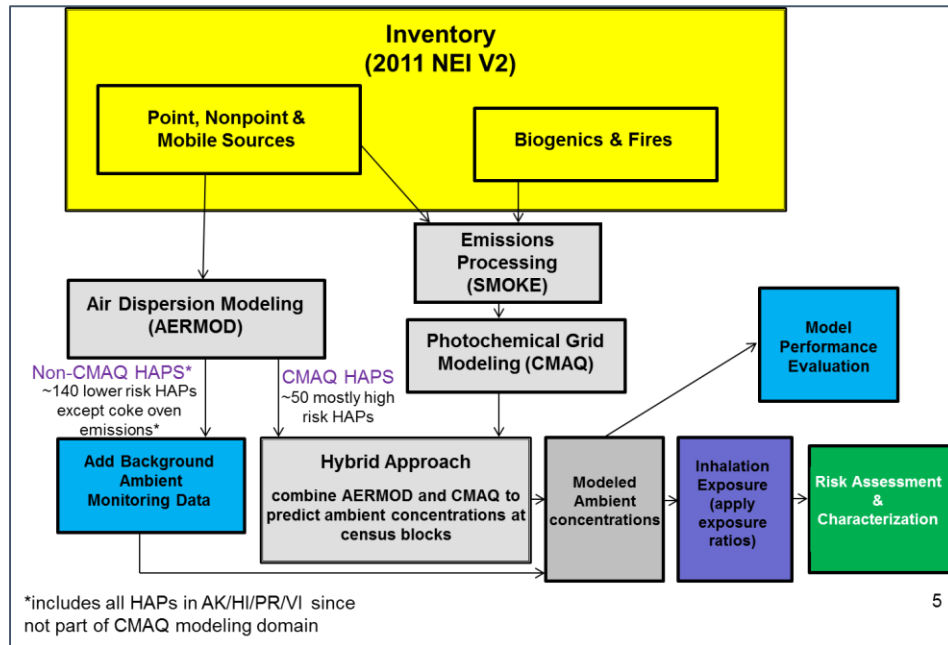 Inventory
(2011 NEI V2)
Point, Nonpoint &
Mobile Sources
Biogenics & Fires
Emissions
Processing
(SMOKE)
Air Dispersion Modeling
(AERMOD)
Photochemical Grid
Modeling (CMAQ)
Model
Performance
Evaluation
Non-CMAQ HAPS*
~140 lower risk HAPs
except coke oven
emissions*
CMAQ HAPS
~50 mostly high
risk HAPs
Add Background
Ambient
Monitoring Data
Hybrid Approach
combine AERMOD and CMAQ to
predict ambient concentrations at
census blocks
Modeled
Ambient
concentrations
Inhalation
Exposure
(apply
exposure
ratios)
Risk Assessment
&
Characterization
*includes all HAPs in AK/HI/PR/VI since
not part of CMAQ modeling domain
5